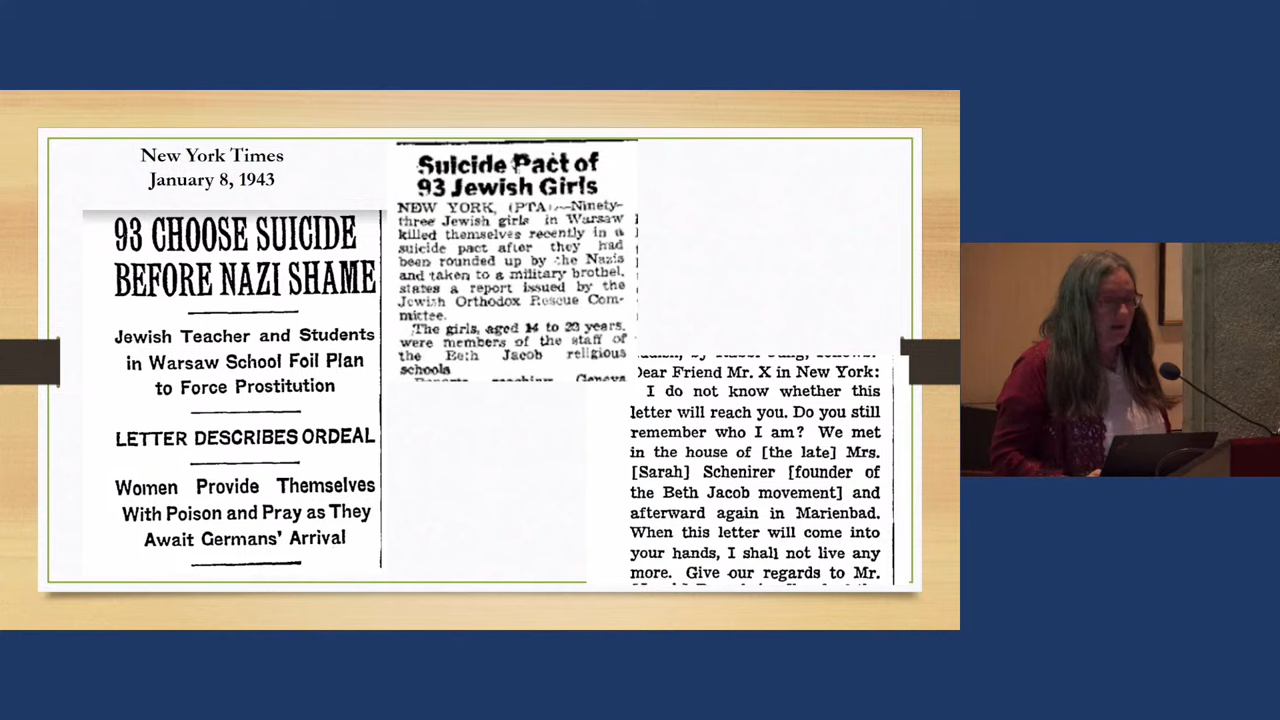 New York Times
January 8, 1943
93 CHOOSE SUICIDE
BEFORE NAZI SHAME
Jewish Teacher and Students
in Warsaw School Foil Plan
to Force Prostitution
LETTER DESCRIBES ORDEAL
Women Provide Themselves
With Poison and Pray as They
Await Germans' Arrival
Suicide Pact of
93 Jewish Girls
NEW YORK, (PTA)—Ninety-
three Jewish girls in Warsaw
killed themselves recently in a
suicide pact after they had
been rounded up by the Nazis
and taken to a military brothel,
states a report issued by the
Jewish Orthodox Rescue Com-
mittee.
The girls, aged 14 to 22 years,
were members of the staff of
the Beth Jacob religious
schools
Geneva
Dear Friend Mr. X in New York:
I do not know whether this
letter will reach you. Do you still
remember who I am? We met
in the house of [the late] Mrs.
[Sarah] Schenirer [founder of
the Beth Jacob movement] and
afterward again in Marienbad.
When this letter will come into
your hands, I shall not live any
more. Give our regards to Mr.